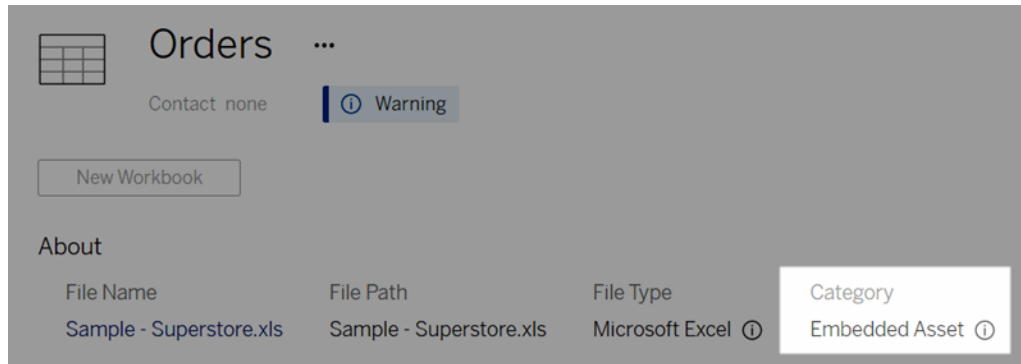 Orders ...
Contact none
Warning
New Workbook
About
File Name File Path File Type Category
Sample - Superstore.xls Sample - Superstore.xls Microsoft Excel Embedded Asset